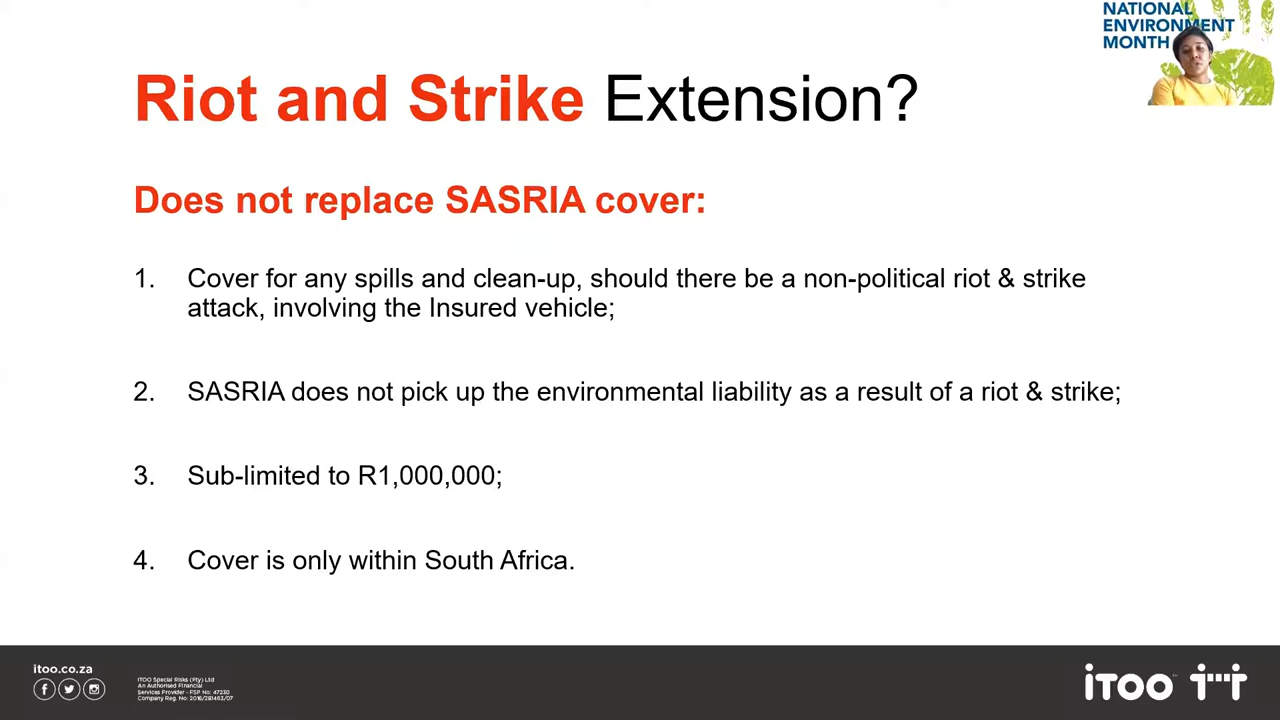 NATIONAL
ENVIRONMENT
MONTH
Riot and Strike Extension?
Does not replace SASRIA cover:
1. Cover for any spills and clean-up, should there be a non-political riot & strike
attack, involving the Insured vehicle;
2. SASRIA does not pick up the environmental liability as a result of a riot & strike;
3. Sub-limited to R1,000,000;
4. Cover is only within South Africa.
itoo.co.za
ITOO Special Risks (Pty) Ltd
An Authorised Financial
Services Provider - FSP No: 47230
Company Reg. No: 2016/281463/07
iTOO